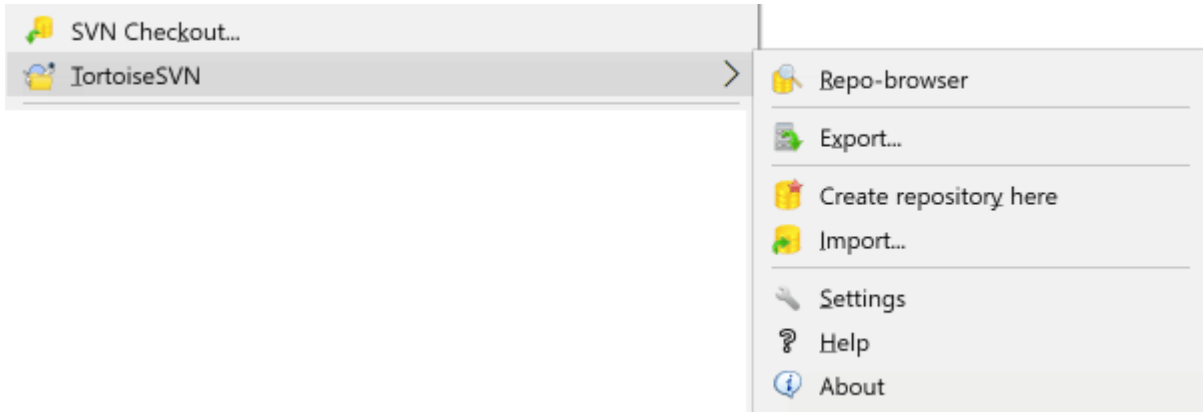 SVN Checkout...
TortoiseSVN
Repo-browser
Export...
Create repository here
Import...
Settings
Help
About